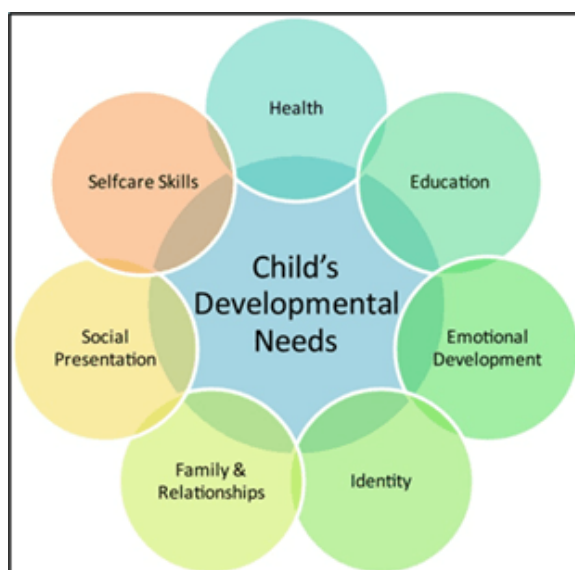 Health
Education
Emotional
Development
Identity
Family &
Relationships
Social
Presentation
Selfcare Skills
Child's
Developmental
Needs